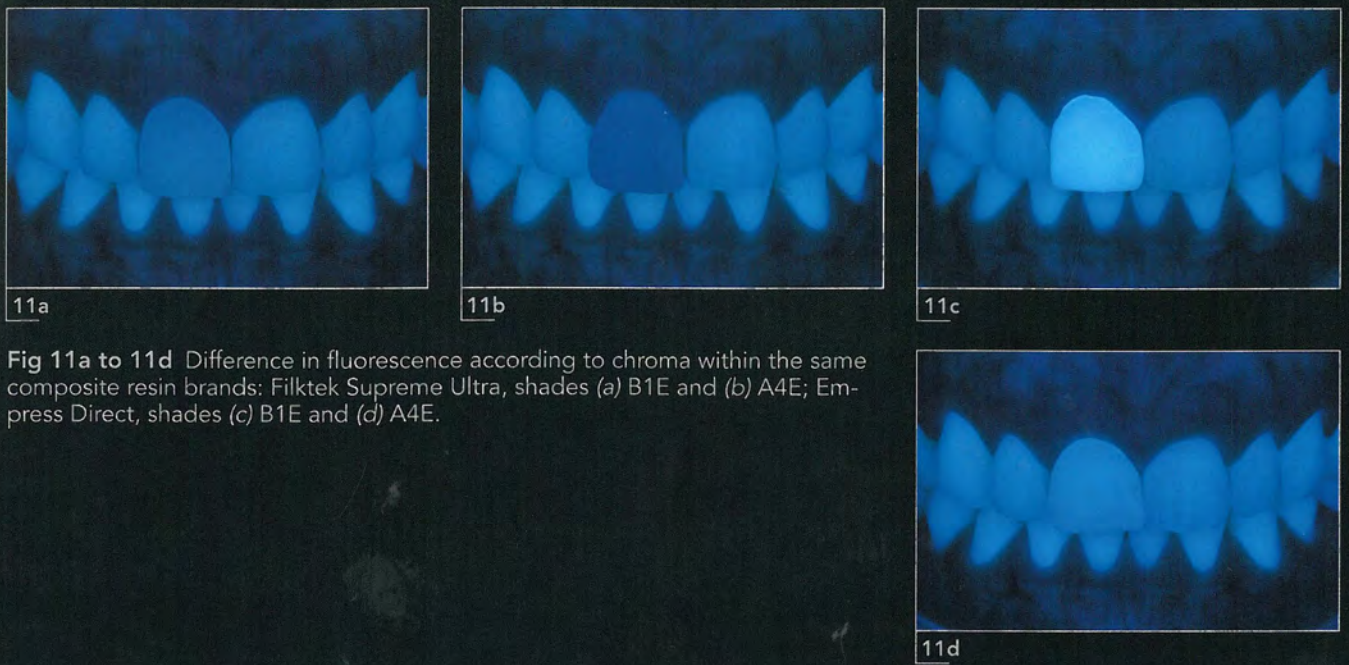 11a
11b
11c
Fig 11a to 11d Difference in fluorescence according to chroma within the same
composite resin brands: Filktek Supreme Ultra, shades (a) B1E and (b) A4E; Em-
press Direct, shades (c) B1E and (d) A4E.
11d